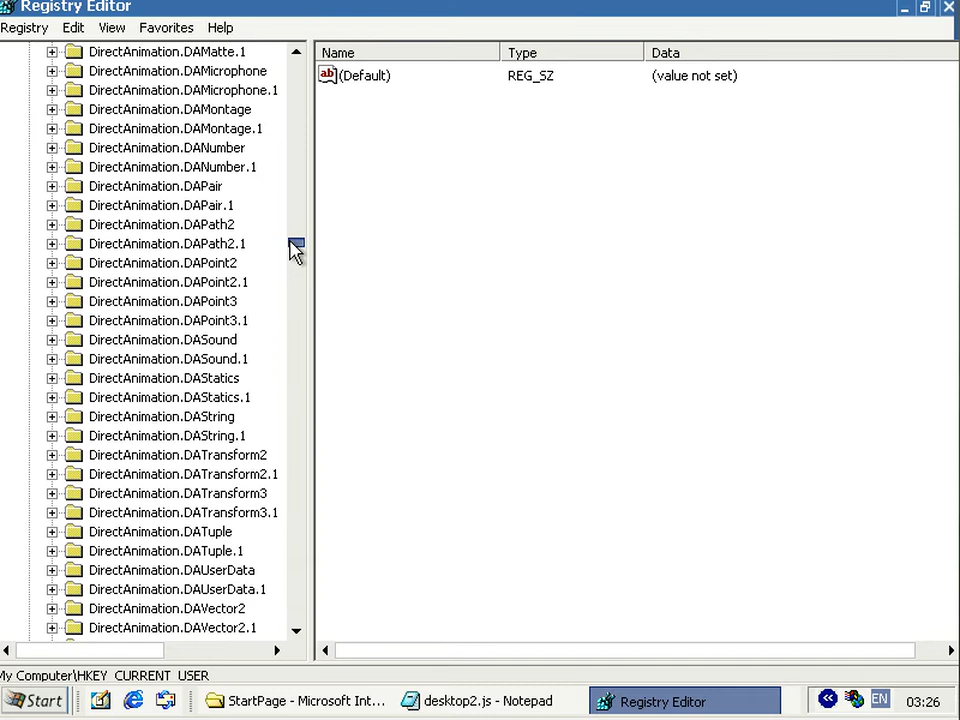 Registry Editor
Registry Edit View Favorites Help
Name Type Data
ab (Default) REG_SZ (value not set)
DirectAnimation.DAMatte.1
DirectAnimation.DAMicrophone
DirectAnimation.DAMicrophone.1
DirectAnimation.DAMontage
DirectAnimation.DAMontage.1
DirectAnimation.DANumber
DirectAnimation.DANumber.1
DirectAnimation.DAPair
DirectAnimation.DAPair.1
DirectAnimation.DAPath2
DirectAnimation.DAPath2.1
DirectAnimation.DAPoint2
DirectAnimation.DAPoint2.1
DirectAnimation.DAPoint3
DirectAnimation.DAPoint3.1
DirectAnimation.DASound
DirectAnimation.DASound.1
DirectAnimation.DAStatics
DirectAnimation.DAStatics.1
DirectAnimation.DAString
DirectAnimation.DAString.1
DirectAnimation.DATransform2
DirectAnimation.DATransform2.1
DirectAnimation.DATransform3
DirectAnimation.DATransform3.1
DirectAnimation.DATuple
DirectAnimation.DATuple.1
DirectAnimation.DAUserData
DirectAnimation.DAUserData.1
DirectAnimation.DAVector2
DirectAnimation.DAVector2.1
My Computer\HKEY_CURRENT_USER
Start StartPage - Microsoft Int... desktop2.js - Notepad Registry Editor EN 03:26